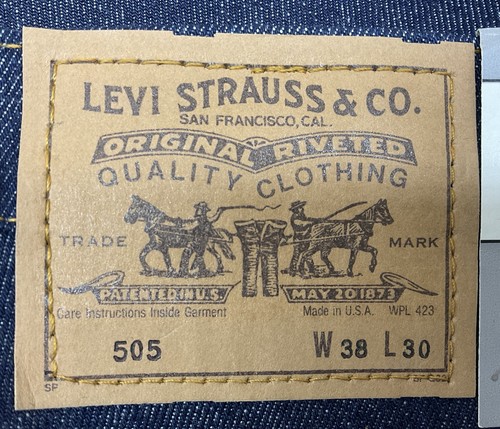 LEVI STRAUSS & CO.
SAN FRANCISCO, CAL.
ORIGINAL RIVETED
QUALITY CLOTHING
TRADE MARK
PATENTED IN U.S. MAY 20 1873
Care Instructions Inside Garment Made in U.S.A. WPL 423
505 W 38 L 30
SP